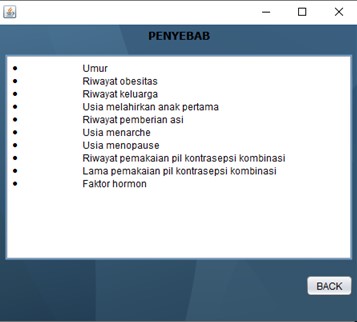 PENYEBAB
• Umur
• Riwayat obesitas
• Riwayat keluarga
• Usia melahirkan anak pertama
• Riwayat pemberian asi
• Usia menarche
• Usia menopause
• Riwayat pemakaian pil kontrasepsi kombinasi
• Lama pemakaian pil kontrasepsi kombinasi
• Faktor hormon
BACK